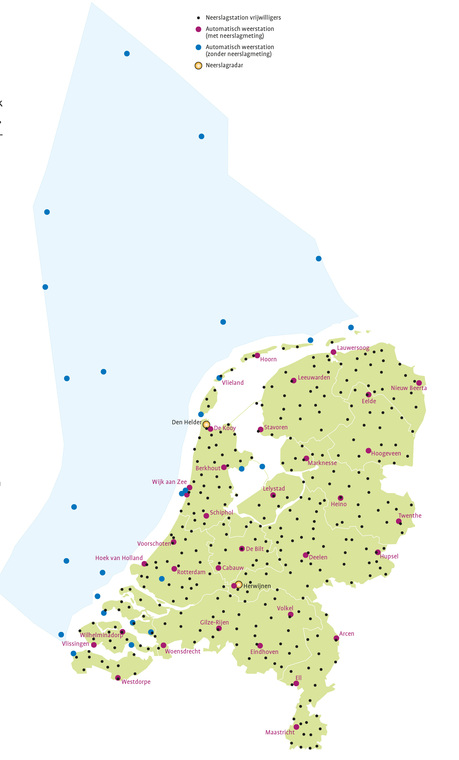 Neerslagstation vrijwilligers
Automatisch weerstation
(met neerslagmeting)
Automatisch weerstation
(zonder neerslagmeting)
Neerslagradar
Lauwersoog
Hoorn
Leeuwarden
Vlieland
Nieuw Beerta
Eelde
Den Helder
De Kooy
Stavoren
Hoogeveen
Marknesse
Berkhout
Wijk aan Zee
Lelystad
Heino
Schiphol
Twenthe
Voorschoten
De Bilt
Deelen
Hupsel
Hoek van Holland
Rotterdam
Cabauw
Herwijnen
Volkel
Gilze-Rijen
Arcen
Wilhelminadorp
Vlissingen
Woensdrecht
Eindhoven
Westdorpe
Ell
Maastricht